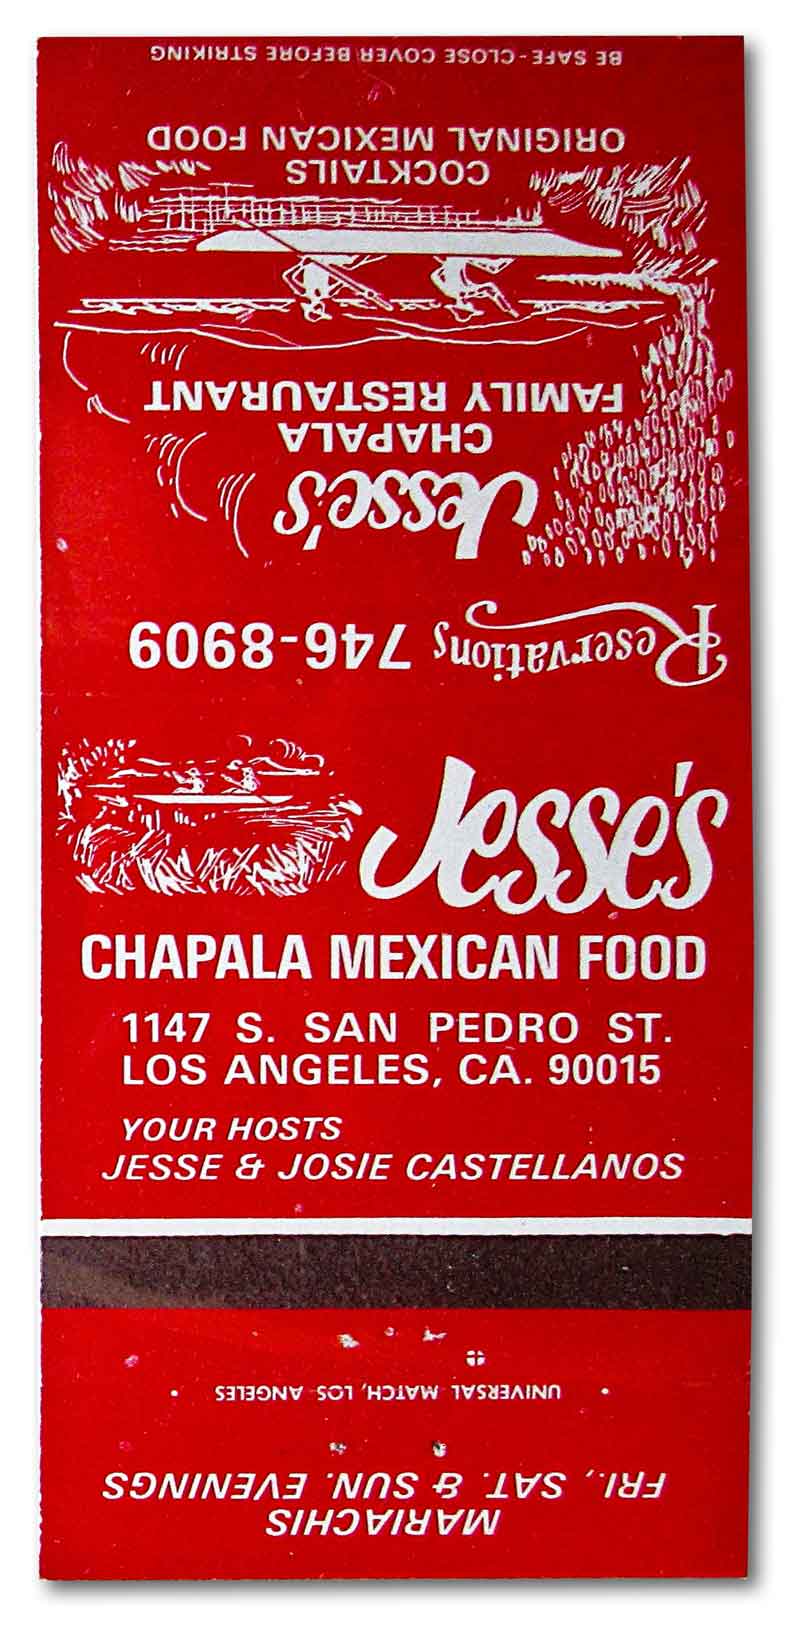 BE SAFE - CLOSE COVER BEFORE STRIKING
Jesse's
CHAPALA
FAMILY RESTAURANT
COCKTAILS
ORIGINAL MEXICAN FOOD
Reservations 746-8909
Jesse's
CHAPALA MEXICAN FOOD
1147 S. SAN PEDRO ST.
LOS ANGELES, CA. 90015
YOUR HOSTS
JESSE & JOSIE CASTELLANOS
MARIACHIS
FRI., SAT. & SUN. EVENINGS
• UNIVERSAL MATCH, LOS ANGELES •